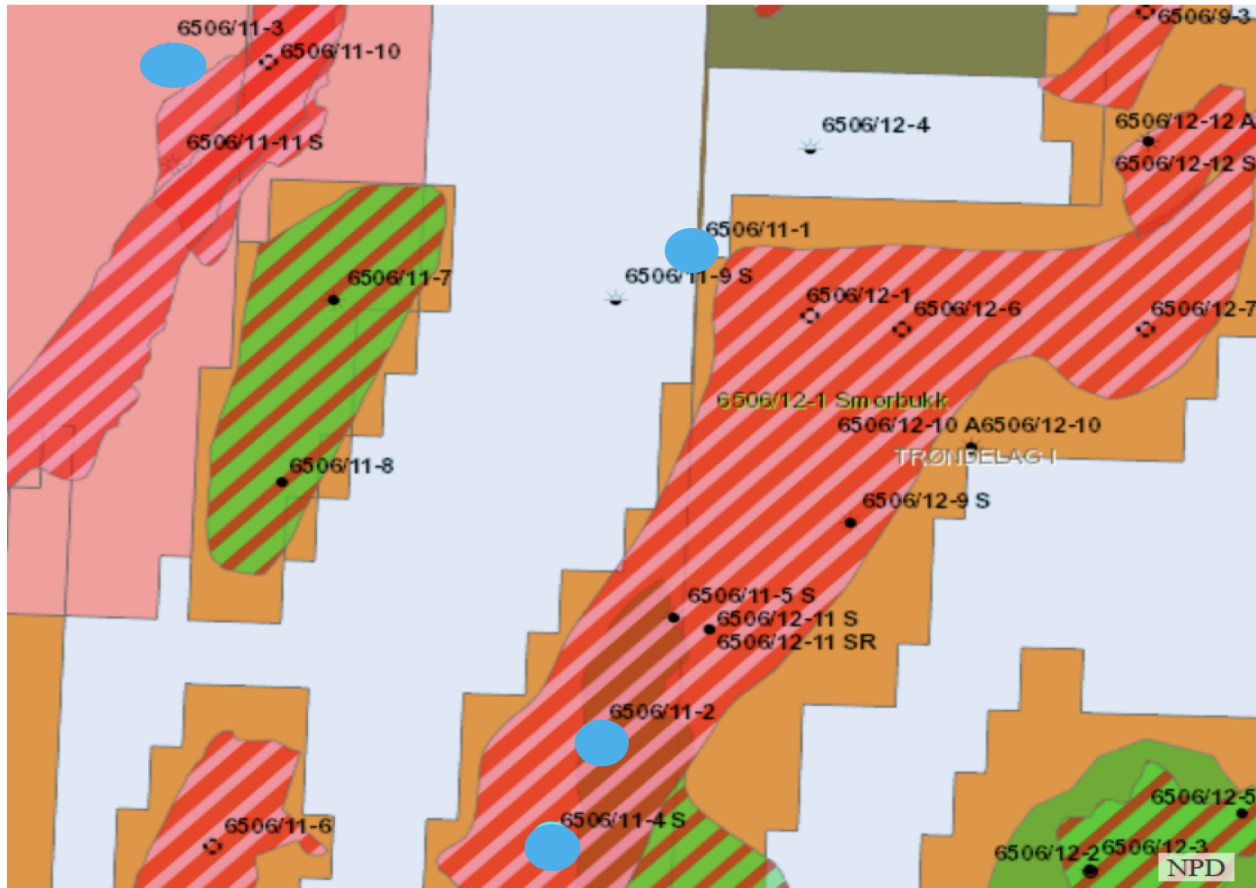 6506/11-3
6506/9-3
6506/11-10
6506/12-4
6506/12-12 A
6506/11-11 S
6506/12-12 S
6506/11-1
6506/11-7
6506/11-9 S
6506/12-1
6506/12-6
6506/12-7
6506/12-1 Smorbukk
6506/12-10 A6506/12-10
TRØNDELAG I
6506/11-8
6506/12-9 S
6506/11-5 S
6506/12-11 S
6506/12-11 SR
6506/11-2
6506/12-5
6506/11-4 S
6506/11-6
6506/12-2 6506/12-3
NPD